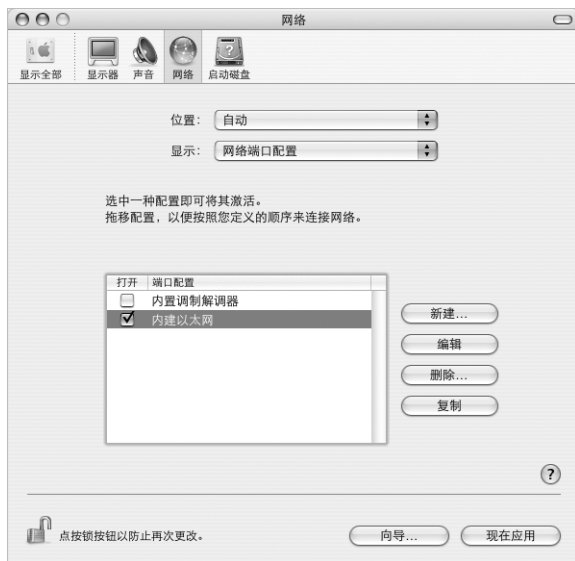 网络
显示全部 显示器 声音 网络 启动磁盘
位置： 自动
显示： 网络端口配置
选中一种配置即可将其激活。
拖移配置，以便按照您定义的顺序来连接网络。
打开 端口配置
内置调制解调器
内建以太网
新建...
编辑
删除...
复制
?
点按锁按钮以防止再次更改。
向导... 现在应用